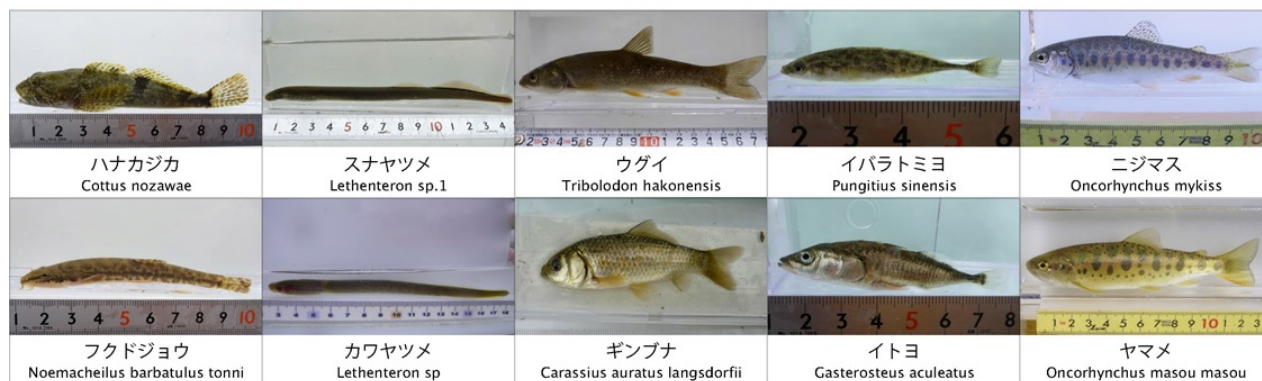 ハナカジカ
Cottus nozawae
スナヤツメ
Lethenteron sp.1
ウグイ
Tribolodon hakonensis
イバラトミヨ
Pungitius sinensis
ニジマス
Oncorhynchus mykiss
フクドジョウ
Noemacheilus barbatulus tonni
カワヤツメ
Lethenteron sp
ギンブナ
Carassius auratus langsdorfii
イトヨ
Gasterosteus aculeatus
ヤマメ
Oncorhynchus masou masou